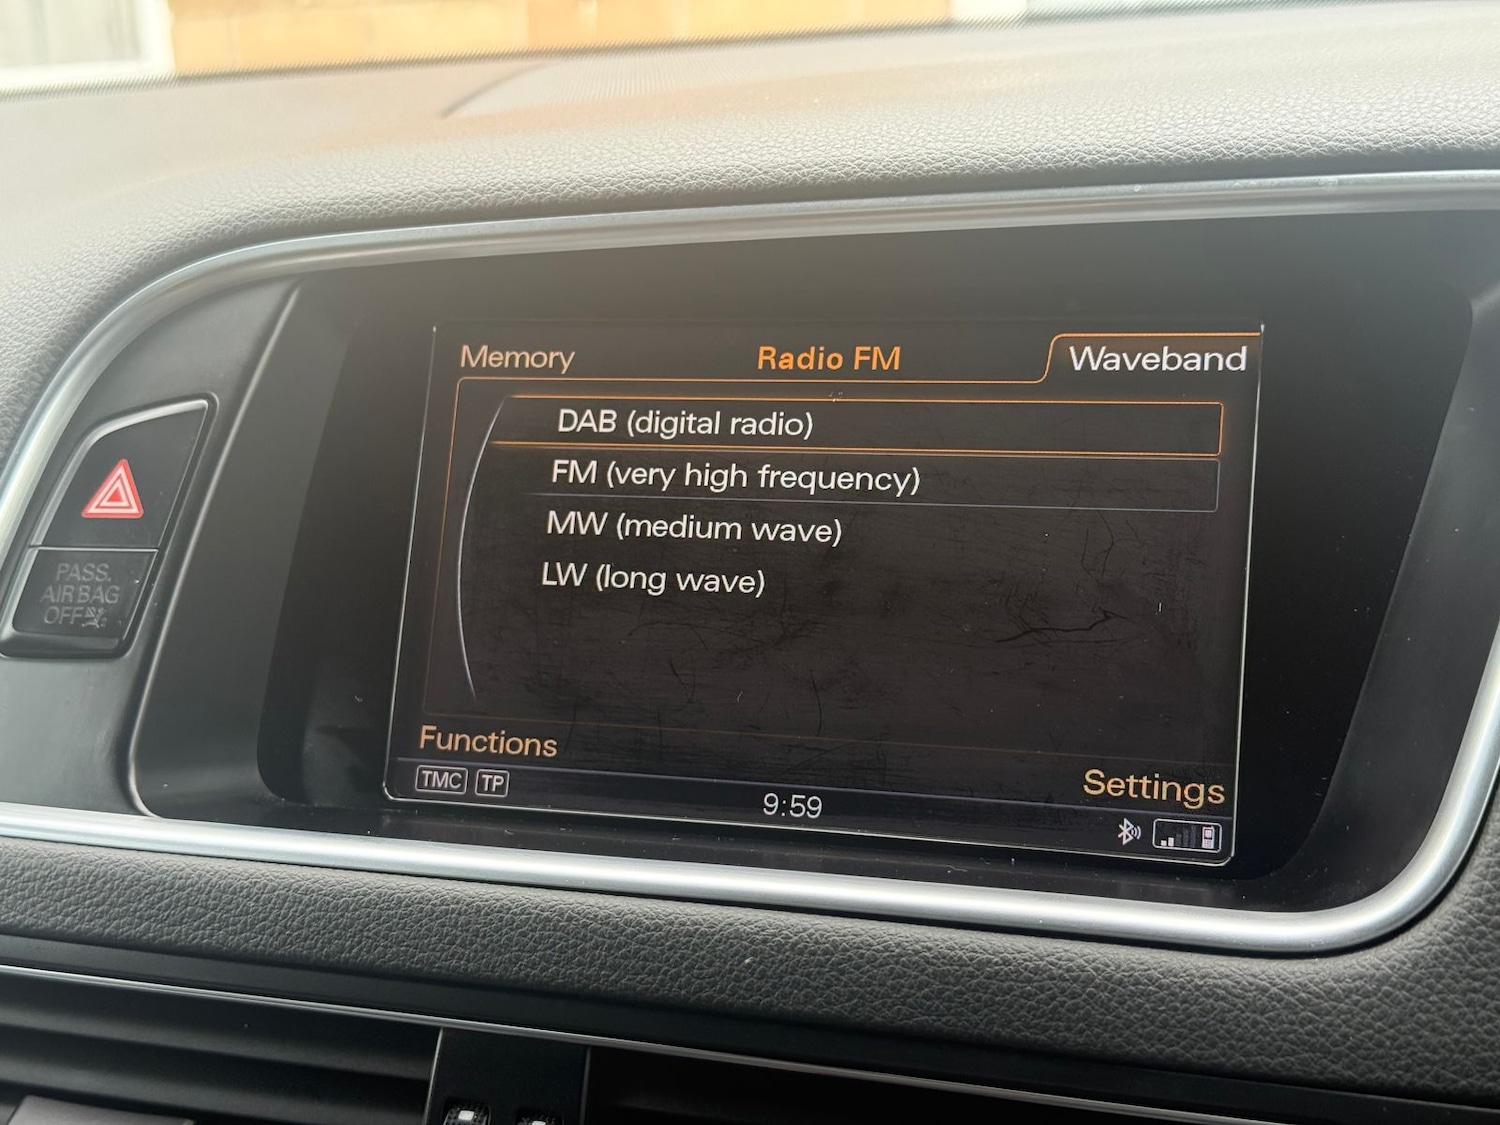 Memory
Radio FM
Waveband
DAB (digital radio)
FM (very high frequency)
MW (medium wave)
LW (long wave)
Functions
Settings
TMC TP
9:59
PASS.
AIR BAG
OFF